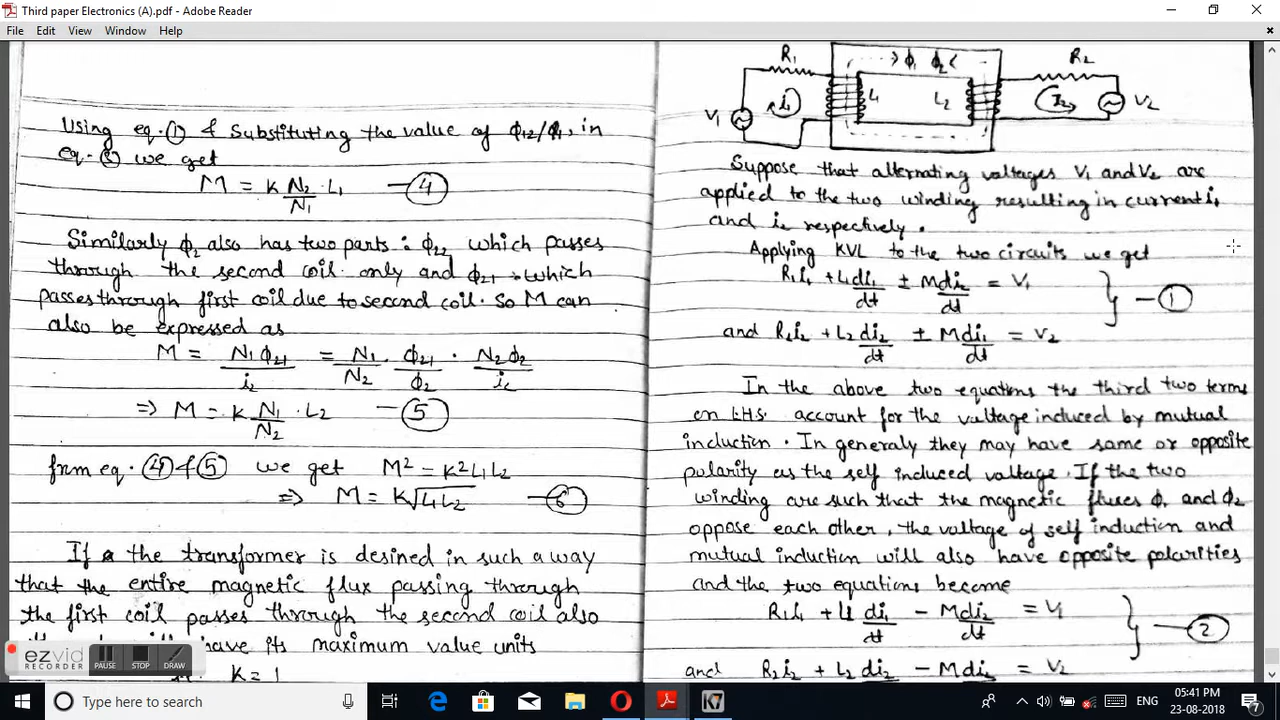 Third paper Electronics (A).pdf - Adobe Reader
File Edit View Window Help
Using eq.① & Substituting the value of ϕ12/ϕ1, in
eq.② we get
M = K N2/N1 . L1 —④
Similarly ϕ2 also has two parts : ϕ22 which passes
through the second coil only and ϕ21 which
passes through first coil due to second coil. So M can
also be expressed as
M = N1ϕ21/i2 = N1/N2 . ϕ21/ϕ2 . N2ϕ2/i2
⇒ M = K N1/N2 . L2 —⑤
from eq. ④ & ⑤ we get M² = K²L1L2
⇒ M = K√L1L2 —⑥
If the transformer is desined in such a way
that the entire magnetic flux passing through
the first coil passes through the second coil also
have its maximum value units
K = 1
R1 ϕ1 ϕ2 R2
V1 i1 L1 L2 I2 V2
Suppose that alternating voltages V1 and V2 are
applied to the two winding resulting in current i1
and i2 respectively.
Applying KVL to the two circuits we get
R1i1 + L1di1/dt ± Mdi2/dt = V1
—①
and R2i2 + L2di2/dt ± Mdi1/dt = V2
In the above two equations the third two terms
on LHS account for the voltage induced by mutual
induction. In generaly they may have same or opposite
polarity as the self induced voltage. If the two
winding are such that the magnetic fluxes ϕ1 and ϕ2
oppose each other, the voltage of self induction and
mutual induction will also have opposite polarities
and the two equations become
R1i1 + L1 di1/dt - Mdi2/dt = V1
—②
and R2i2 + L2di2 - Mdi2 = V2
ezvid
RECORDER
PAUSE STOP DRAW
Type here to search
ENG
05:41 PM
23-08-2018
7